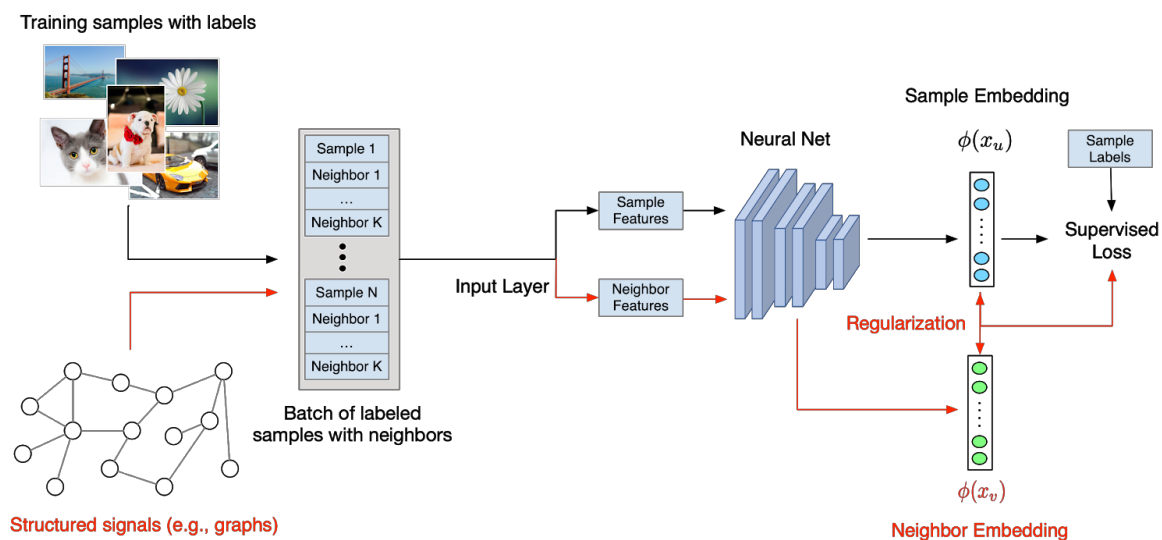 Training samples with labels
Sample 1
Neighbor 1
...
Neighbor K
Sample N
Neighbor 1
...
Neighbor K
Batch of labeled
samples with neighbors
Structured signals (e.g., graphs)
Input Layer
Sample
Features
Neighbor
Features
Neural Net
Sample Embedding
ϕ(x_u)
Sample
Labels
Supervised
Loss
Regularization
ϕ(x_v)
Neighbor Embedding